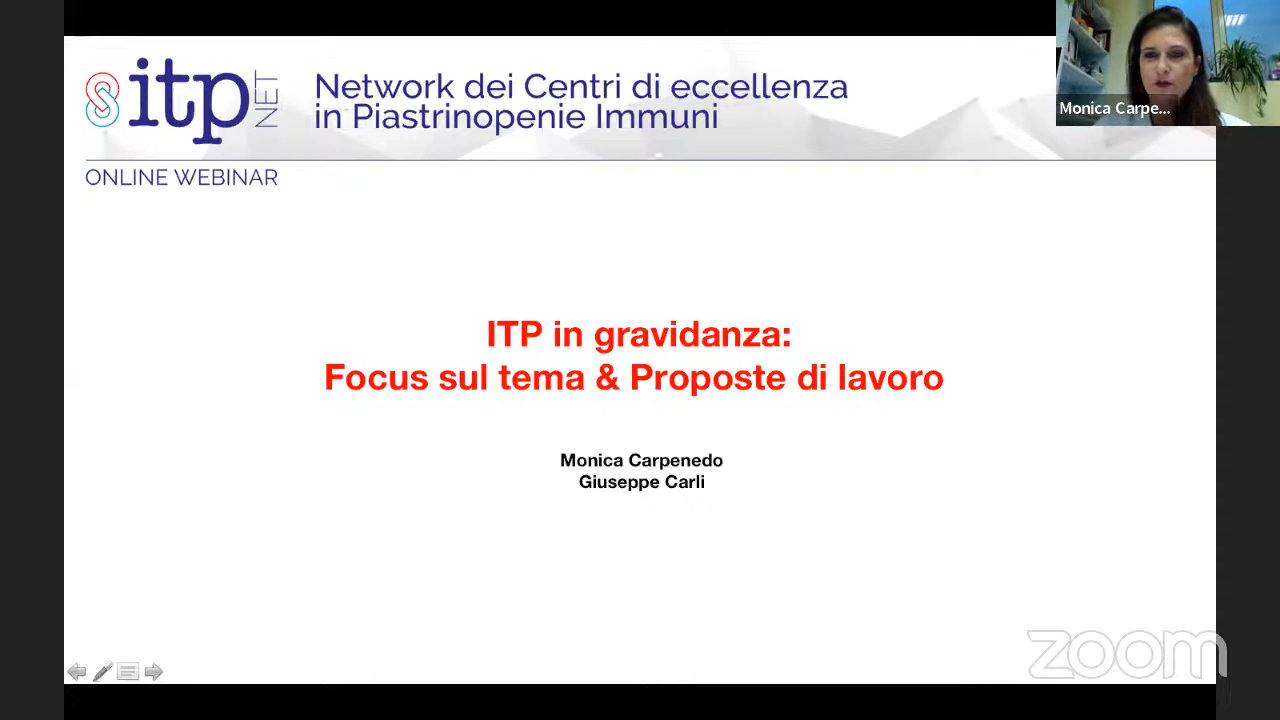 itp
NET
Network dei Centri di eccellenza
in Piastrinopenie Immuni
Monica Carpe...
ONLINE WEBINAR
ITP in gravidanza:
Focus sul tema & Proposte di lavoro
Monica Carpenedo
Giuseppe Carli
zoom